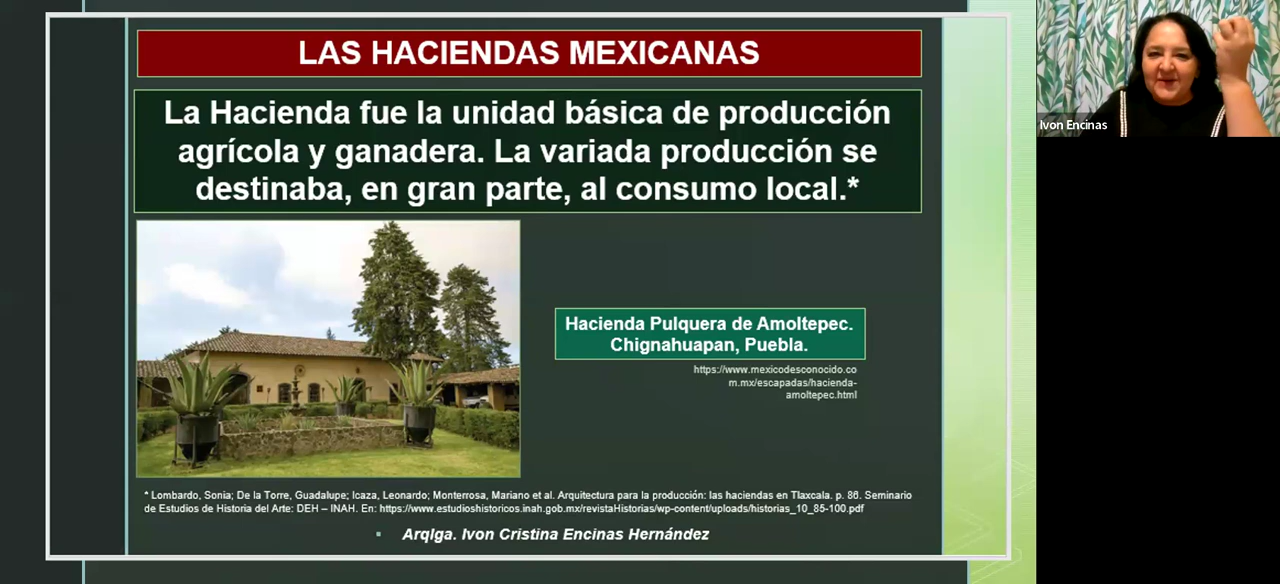 LAS HACIENDAS MEXICANAS
La Hacienda fue la unidad básica de producción
agrícola y ganadera. La variada producción se
destinaba, en gran parte, al consumo local.*
Hacienda Pulquera de Amoltepec.
Chignahuapan, Puebla.
https://www.mexicodesconocido.co
m.mx/escapadas/hacienda-
amoltepec.html
* Lombardo, Sonia; De la Torre, Guadalupe; Icaza, Leonardo; Monterrosa, Mariano et al. Arquitectura para la producción: las haciendas en Tlaxcala. p. 86. Seminario
de Estudios de Historia del Arte: DEH – INAH. En: https://www.estudioshistoricos.inah.gob.mx/revistaHistorias/wp-content/uploads/historias_10_85-100.pdf
▪ Arqlga. Ivon Cristina Encinas Hernández
Ivon Encinas